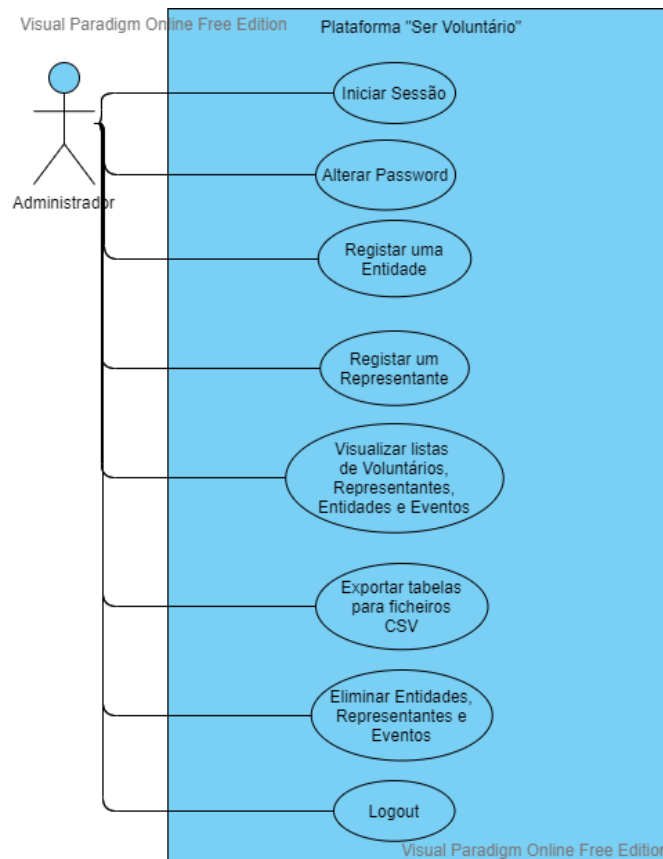 Visual Paradigm Online Free Edition
Plataforma "Ser Voluntário"
Iniciar Sessão
Administrador
Alterar Password
Registar uma
Entidade
Registar um
Representante
Visualizar listas
de Voluntários,
Representantes,
Entidades e Eventos
Exportar tabelas
para ficheiros
CSV
Eliminar Entidades,
Representantes e
Eventos
Logout
Visual Paradigm Online Free Edition